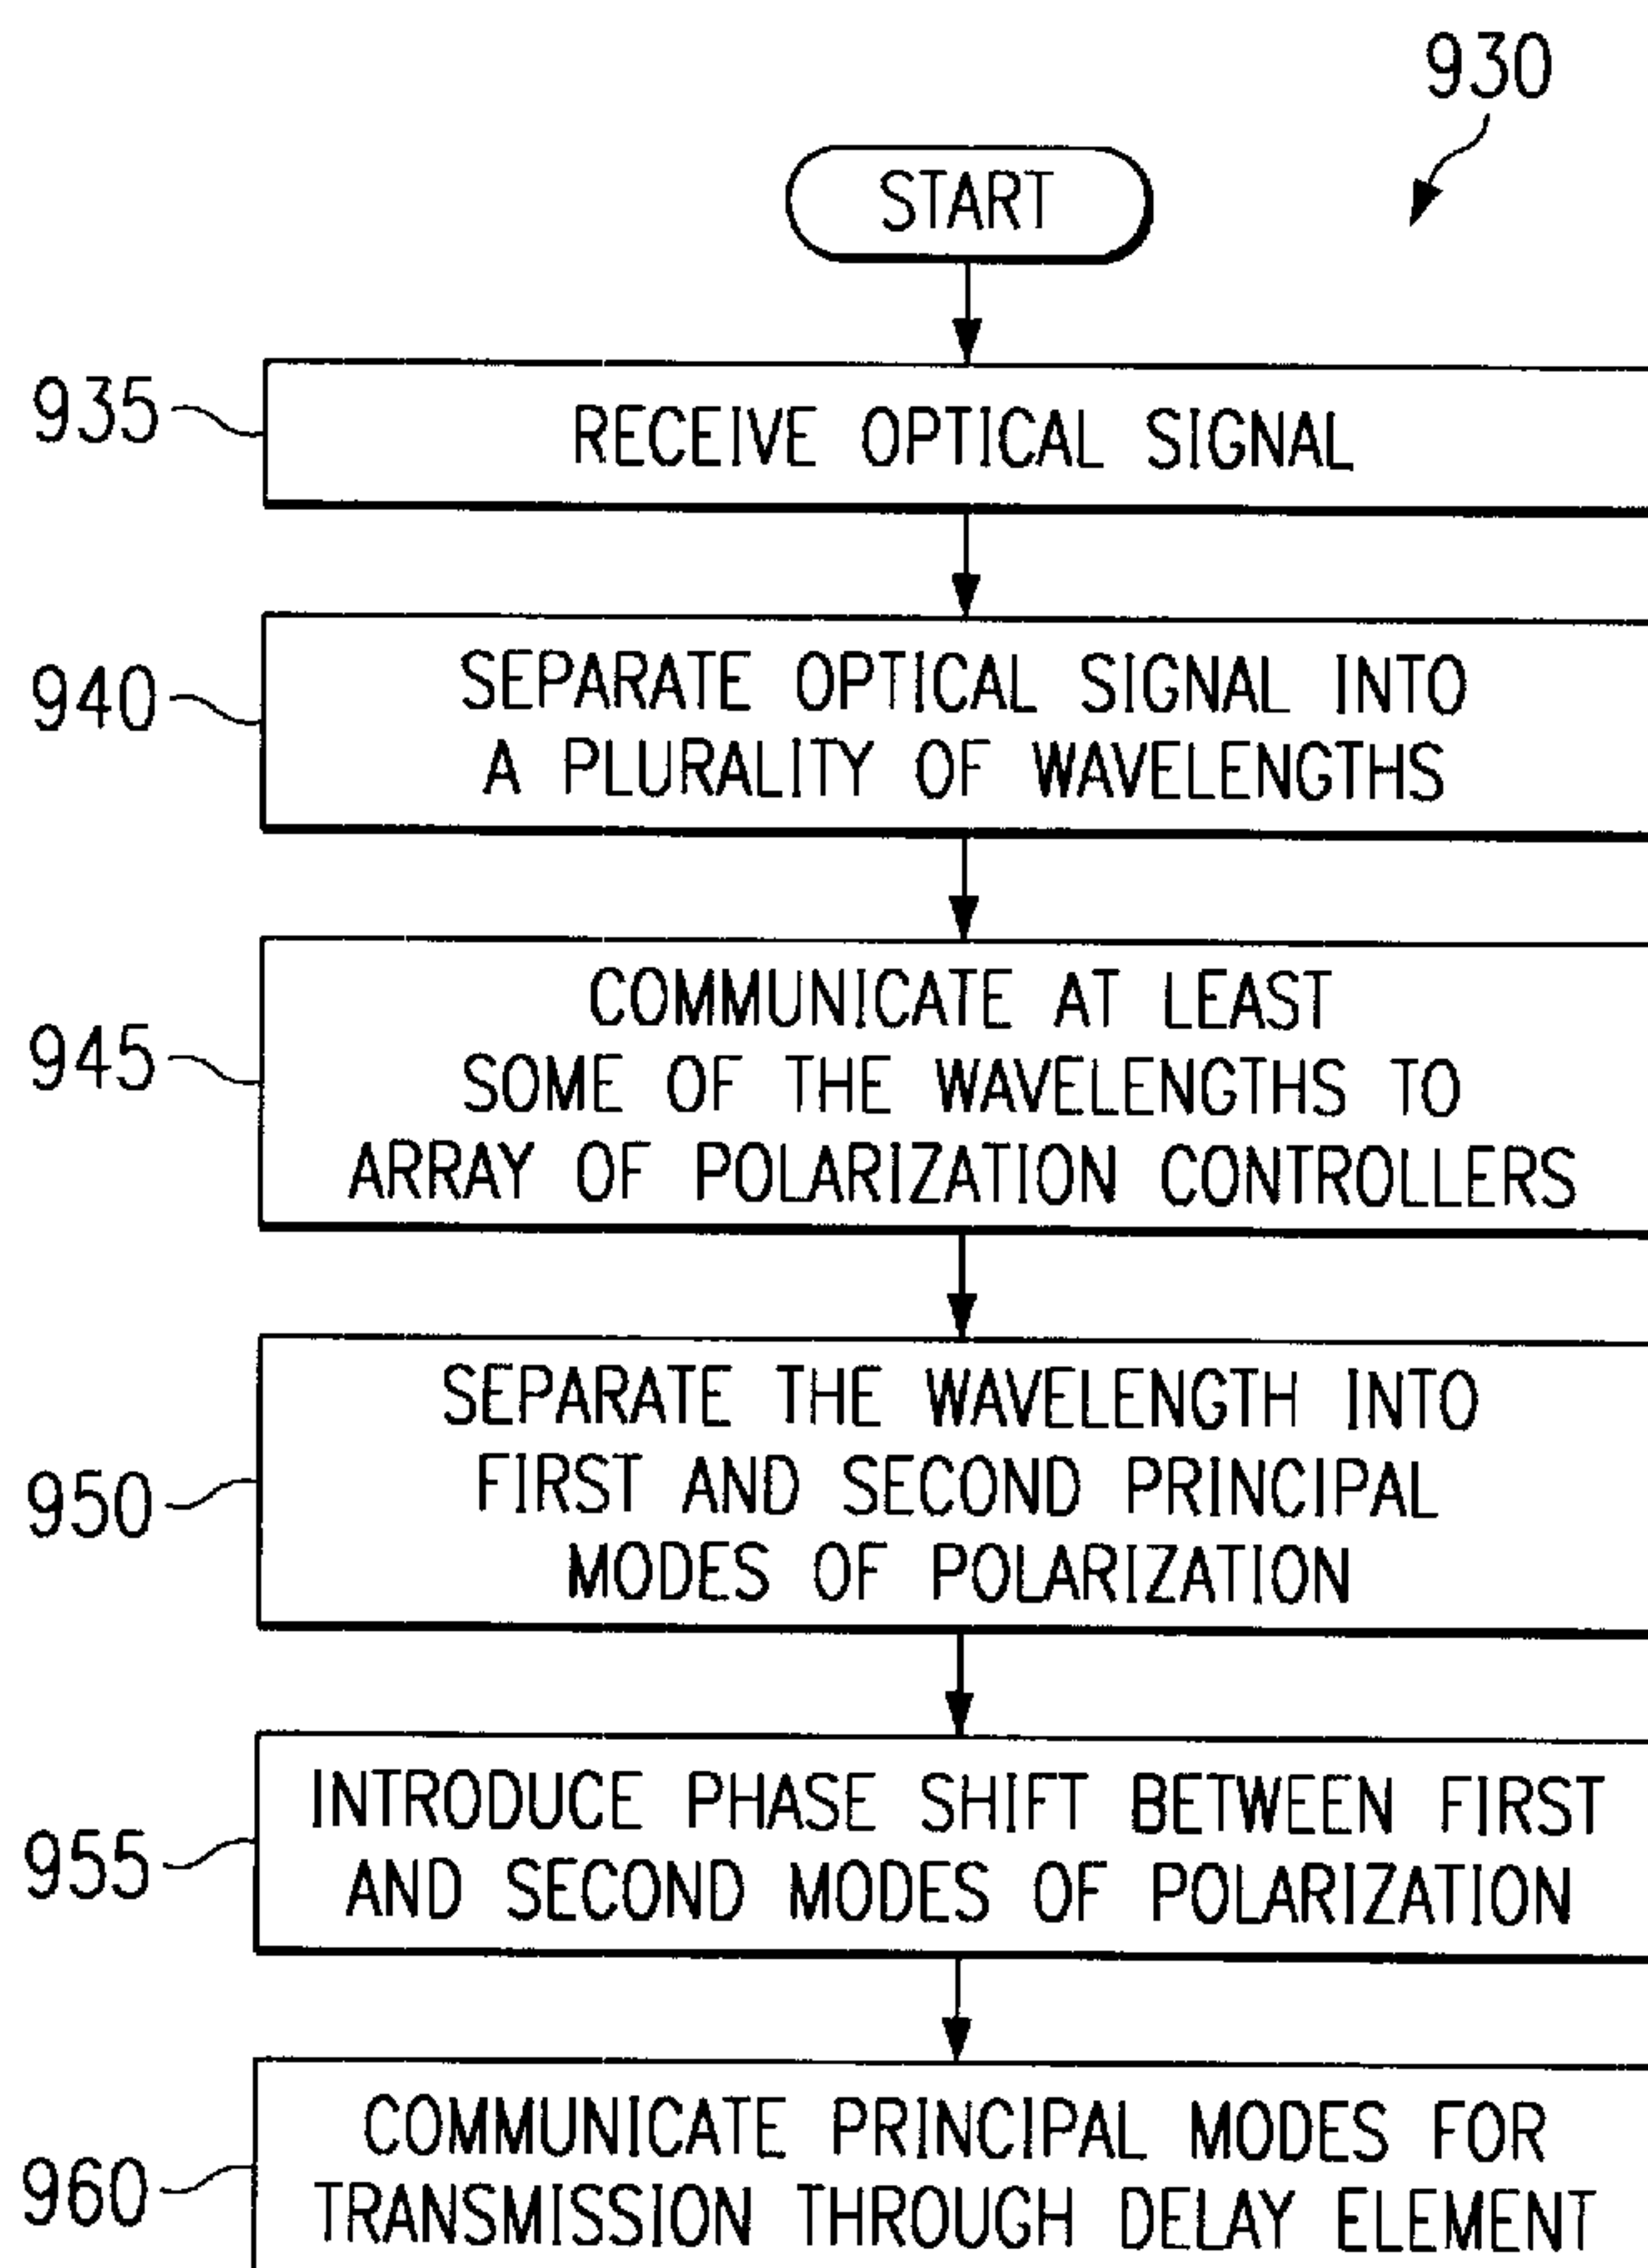 930
START
935
RECEIVE OPTICAL SIGNAL
940
SEPARATE OPTICAL SIGNAL INTO
A PLURALITY OF WAVELENGTHS
945
COMMUNICATE AT LEAST
SOME OF THE WAVELENGTHS TO
ARRAY OF POLARIZATION CONTROLLERS
950
SEPARATE THE WAVELENGTH INTO
FIRST AND SECOND PRINCIPAL
MODES OF POLARIZATION
955
INTRODUCE PHASE SHIFT BETWEEN FIRST
AND SECOND MODES OF POLARIZATION
960
COMMUNICATE PRINCIPAL MODES FOR
TRANSMISSION THROUGH DELAY ELEMENT